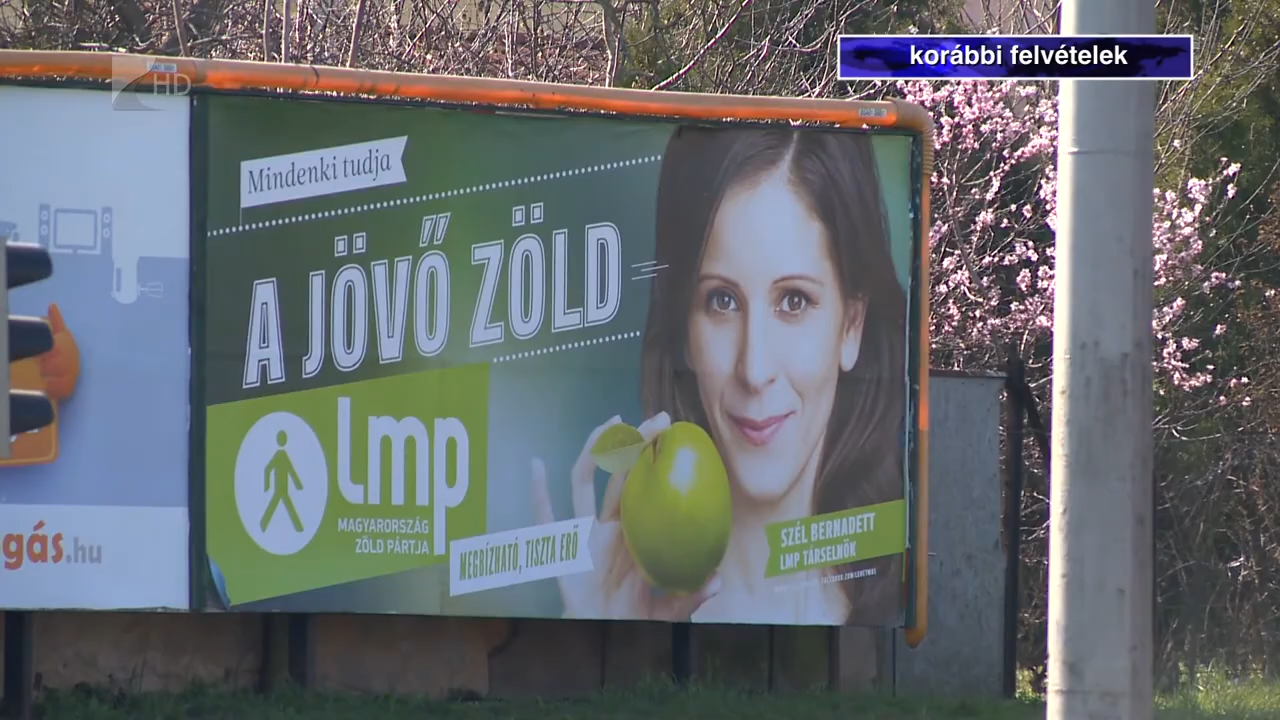 korábbi felvételek
HD
Mindenki tudja
A JÖVŐ ZÖLD
lmp
MAGYARORSZÁG
ZÖLD PÁRTJA
MEGBÍZHATÓ, TISZTA ERŐ
SZÉL BERNADETT
LMP TÁRSELNÖK
gás.hu